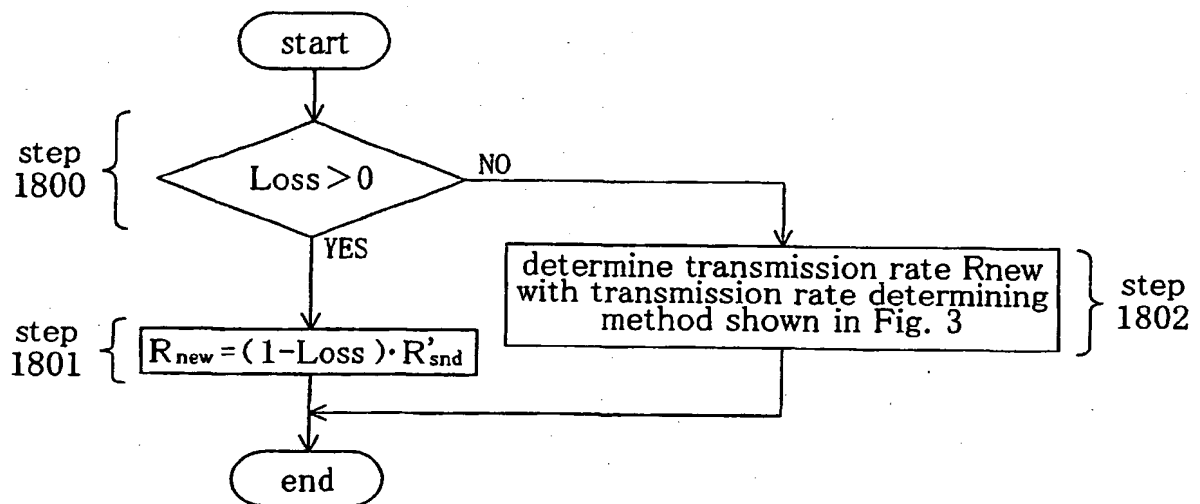 start
step
1800
Loss>0
NO
YES
determine transmission rate Rnew
with transmission rate determining
method shown in Fig. 3
step
1802
step
1801
Rnew=(1-Loss)·R'snd
end